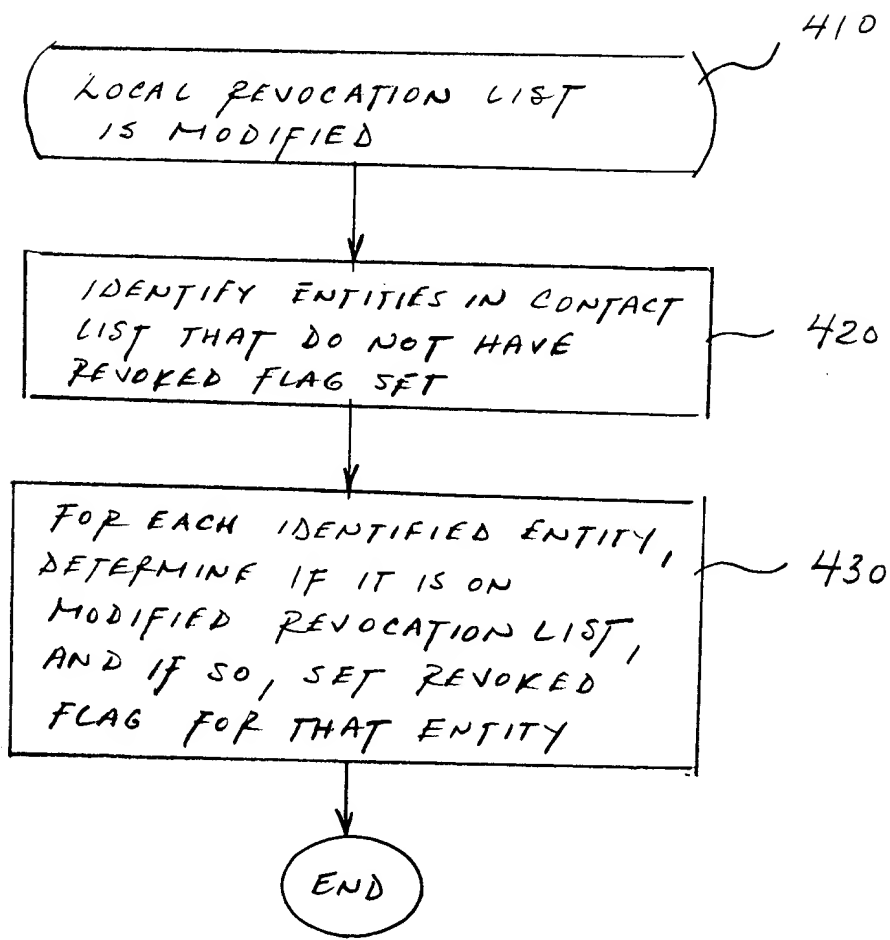 410
LOCAL REVOCATION LIST
IS MODIFIED
IDENTIFY ENTITIES IN CONTACT
LIST THAT DO NOT HAVE
REVOKED FLAG SET
420
FOR EACH IDENTIFIED ENTITY,
DETERMINE IF IT IS ON
MODIFIED REVOCATION LIST,
AND IF SO, SET REVOKED
FLAG FOR THAT ENTITY
430
END